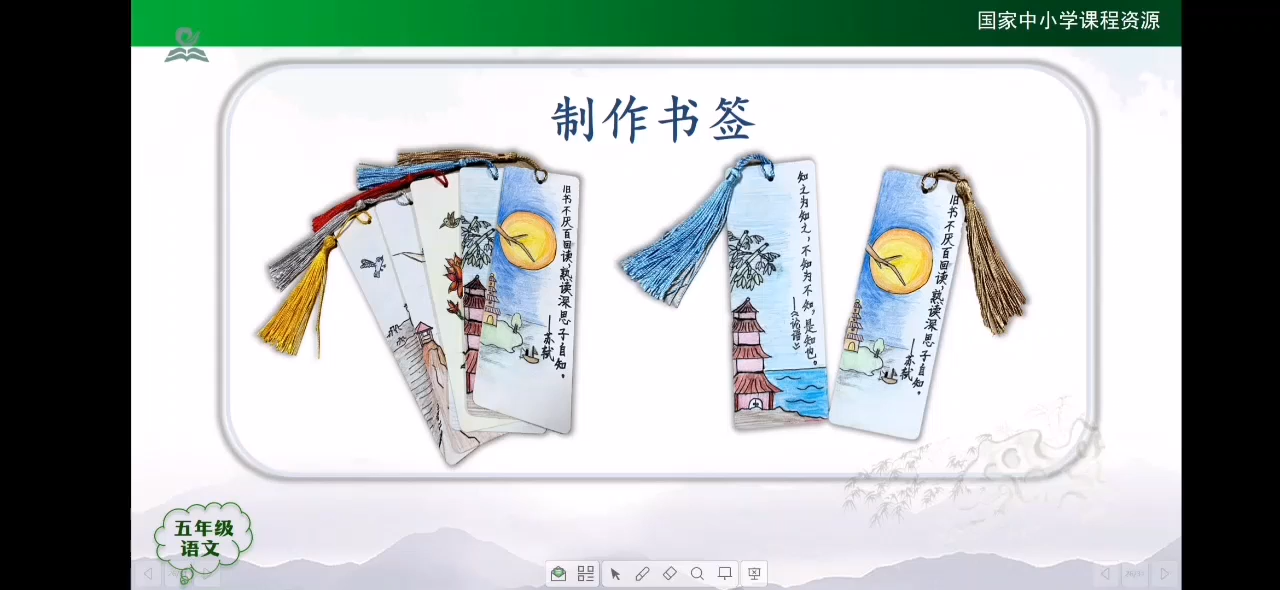 国家中小学课程资源
制作书签
旧书不厌百回读,
熟读深思子自知。
——苏轼
知之为知之,不知为不知,是知也。
——《论语》
旧书不厌百回读,熟读深思子自知。
——苏轼
五年级
语文